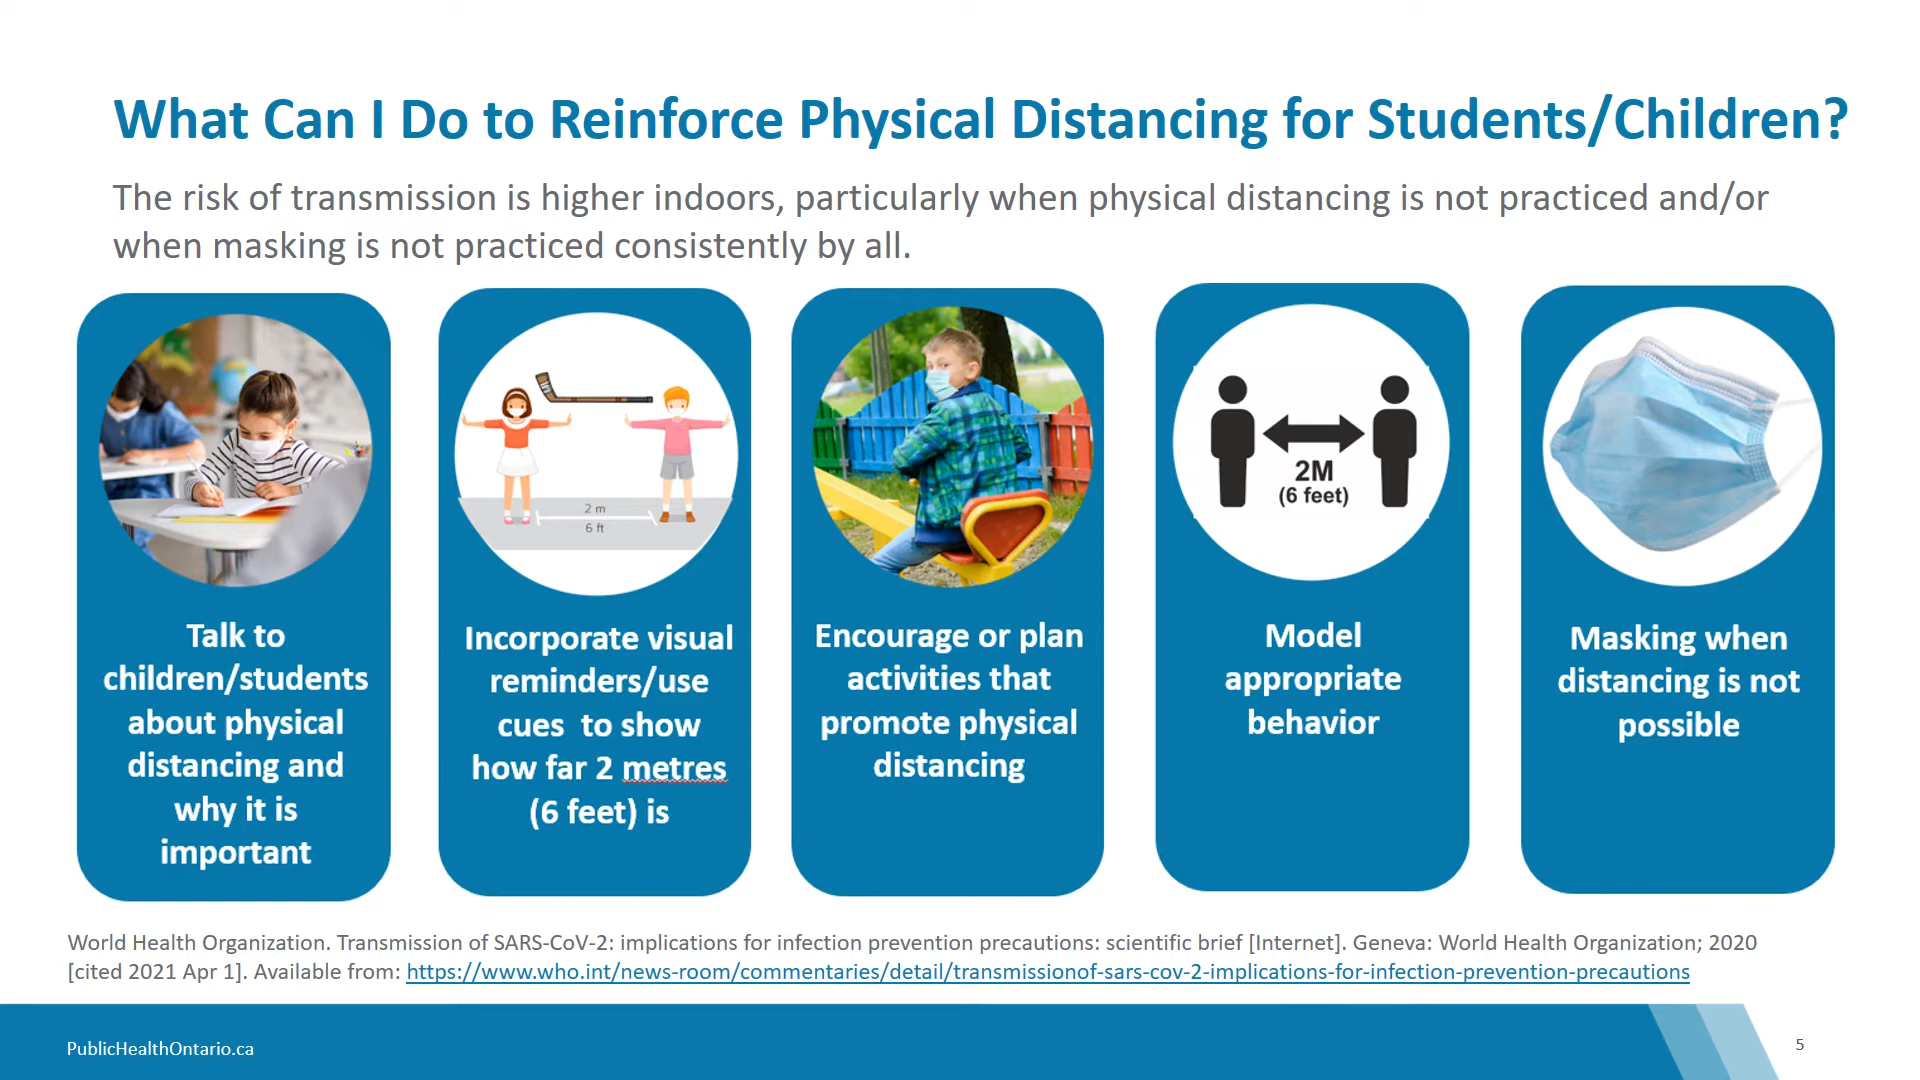 What Can I Do to Reinforce Physical Distancing for Students/Children?
The risk of transmission is higher indoors, particularly when physical distancing is not practiced and/or
when masking is not practiced consistently by all.
Talk to
children/students
about physical
distancing and
why it is
important
2 m
6 ft
Incorporate visual
reminders/use
cues  to show
how far 2 metres
(6 feet) is
Encourage or plan
activities that
promote physical
distancing
2M
(6 feet)
Model
appropriate
behavior
Masking when
distancing is not
possible
World Health Organization. Transmission of SARS-CoV-2: implications for infection prevention precautions: scientific brief [Internet]. Geneva: World Health Organization; 2020
[cited 2021 Apr 1]. Available from: https://www.who.int/news-room/commentaries/detail/transmissionof-sars-cov-2-implications-for-infection-prevention-precautions
PublicHealthOntario.ca
5